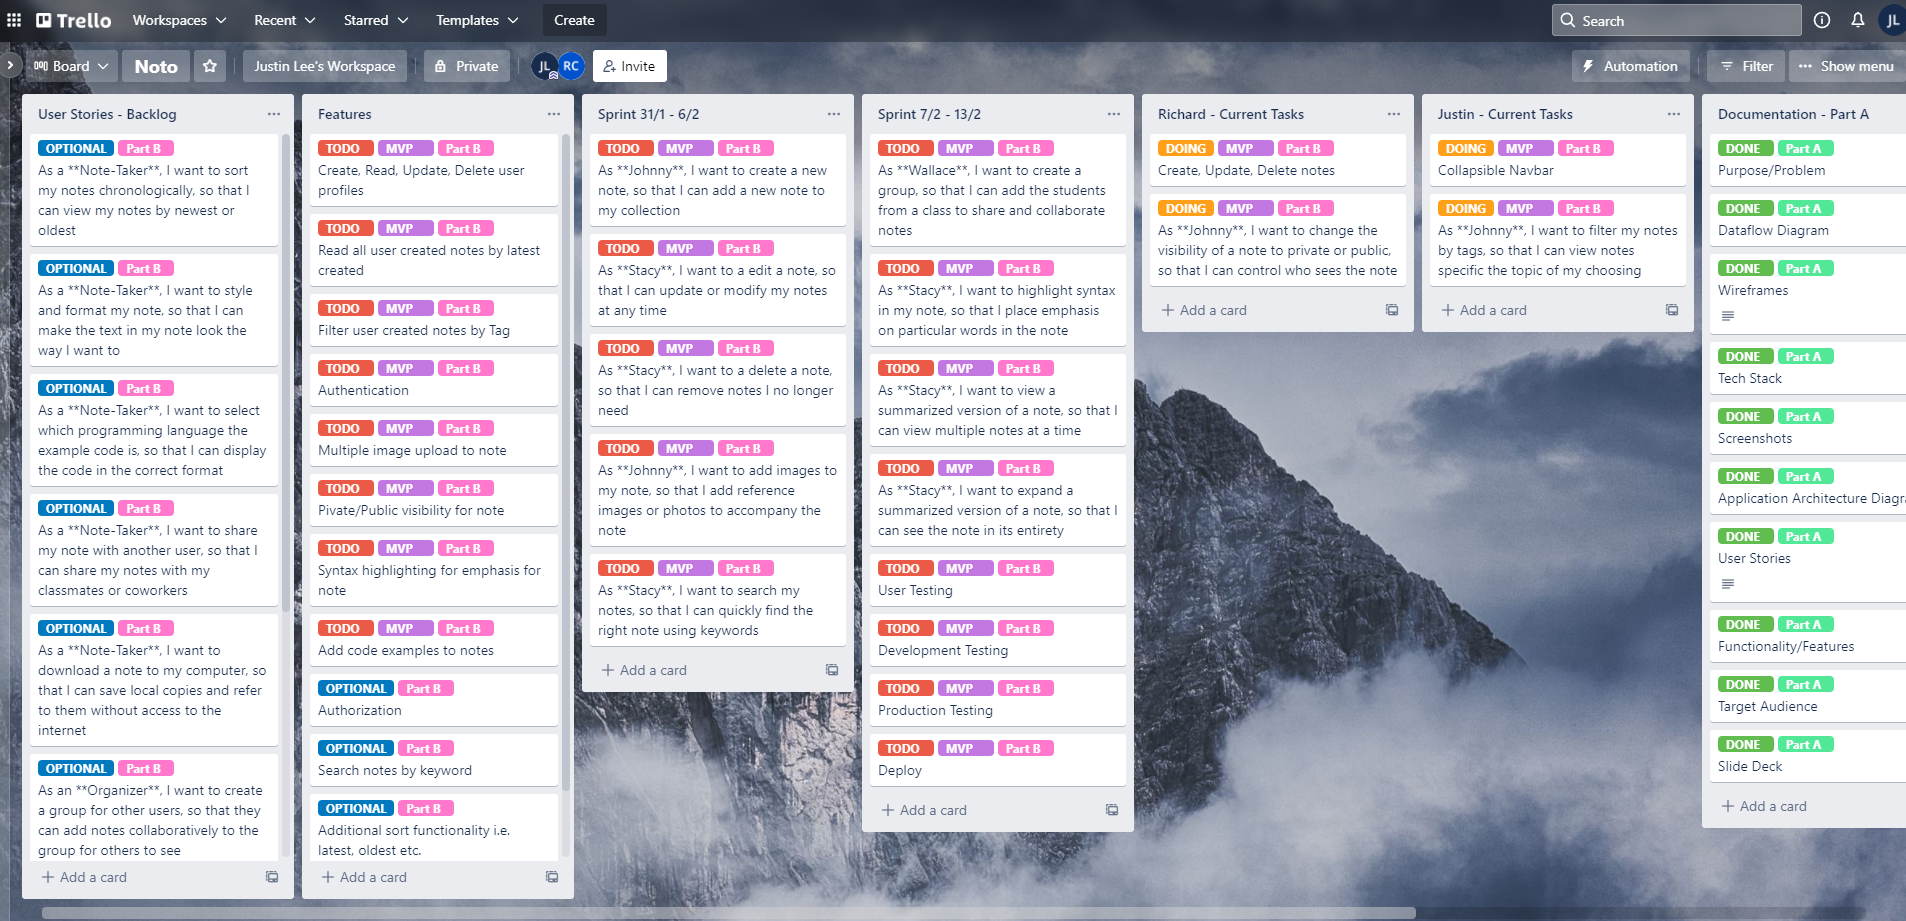 Trello
Workspaces
Recent
Starred
Templates
Create
Search
JL
Board
Noto
Justin Lee's Workspace
Private
JL
RC
Invite
Automation
Filter
Show menu
User Stories - Backlog
OPTIONAL Part B
As a **Note-Taker**, I want to sort
my notes chronologically, so that I
can view my notes by newest or
oldest
OPTIONAL Part B
As a **Note-Taker**, I want to style
and format my note, so that I can
make the text in my note look the
way I want to
OPTIONAL Part B
As a **Note-Taker**, I want to select
which programming language the
example code is, so that I can display
the code in the correct format
OPTIONAL Part B
As a **Note-Taker**, I want to share
my note with another user, so that I
can share my notes with my
classmates or coworkers
OPTIONAL Part B
As a **Note-Taker**, I want to
download a note to my computer, so
that I can save local copies and refer
to them without access to the
internet
OPTIONAL Part B
As an **Organizer**, I want to create
a group for other users, so that they
can add notes collaboratively to the
group for others to see
Add a card
Features
TODO MVP Part B
Create, Read, Update, Delete user
profiles
TODO MVP Part B
Read all user created notes by latest
created
TODO MVP Part B
Filter user created notes by Tag
TODO MVP Part B
Authentication
TODO MVP Part B
Multiple image upload to note
TODO MVP Part B
Pivate/Public visibility for note
TODO MVP Part B
Syntax highlighting for emphasis for
note
TODO MVP Part B
Add code examples to notes
OPTIONAL Part B
Authorization
OPTIONAL Part B
Search notes by keyword
OPTIONAL Part B
Additional sort functionality i.e.
latest, oldest etc.
Add a card
Sprint 31/1 - 6/2
TODO MVP Part B
As **Johnny**, I want to create a new
note, so that I can add a new note to
my collection
TODO MVP Part B
As **Stacy**, I want to a edit a note, so
that I can update or modify my notes
at any time
TODO MVP Part B
As **Stacy**, I want to a delete a note,
so that I can remove notes I no longer
need
TODO MVP Part B
As **Johnny**, I want to add images to
my note, so that I add reference
images or photos to accompany the
note
TODO MVP Part B
As **Stacy**, I want to search my
notes, so that I can quickly find the
right note using keywords
Add a card
Sprint 7/2 - 13/2
TODO MVP Part B
As **Wallace**, I want to create a
group, so that I can add the students
from a class to share and collaborate
notes
TODO MVP Part B
As **Stacy**, I want to highlight syntax
in my note, so that I place emphasis
on particular words in the note
TODO MVP Part B
As **Stacy**, I want to view a
summarized version of a note, so that I
can view multiple notes at a time
TODO MVP Part B
As **Stacy**, I want to expand a
summarized version of a note, so that I
can see the note in its entirety
TODO MVP Part B
User Testing
TODO MVP Part B
Development Testing
TODO MVP Part B
Production Testing
TODO MVP Part B
Deploy
Add a card
Richard - Current Tasks
DOING MVP Part B
Create, Update, Delete notes
DOING MVP Part B
As **Johnny**, I want to change the
visibility of a note to private or public,
so that I can control who sees the note
Add a card
Justin - Current Tasks
DOING MVP Part B
Collapsible Navbar
DOING MVP Part B
As **Johnny**, I want to filter my notes
by tags, so that I can view notes
specific the topic of my choosing
Add a card
Documentation - Part A
DONE Part A
Purpose/Problem
DONE Part A
Dataflow Diagram
DONE Part A
Wireframes
DONE Part A
Tech Stack
DONE Part A
Screenshots
DONE Part A
Application Architecture Diagra
DONE Part A
User Stories
DONE Part A
Functionality/Features
DONE Part A
Target Audience
DONE Part A
Slide Deck
Add a card